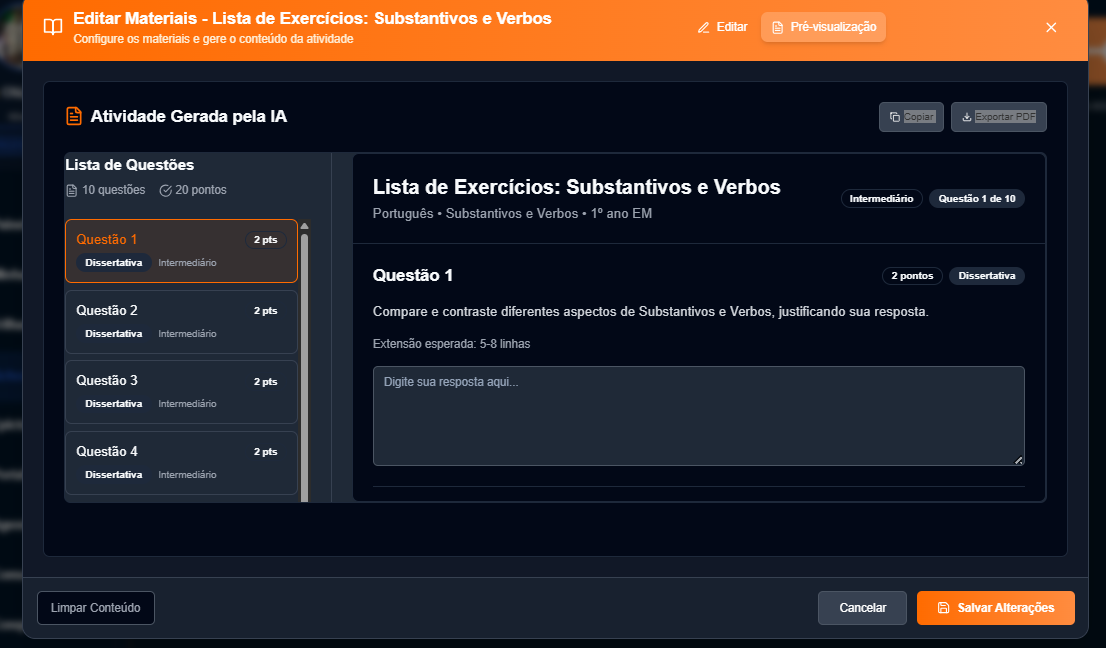 Editar Materiais - Lista de Exercícios: Substantivos e Verbos
Configure os materiais e gere o conteúdo da atividade
Editar
Pré-visualização
Atividade Gerada pela IA
Copiar
Exportar PDF
Lista de Questões
10 questões
20 pontos
Questão 1
2 pts
Dissertativa
Intermediário
Questão 2
2 pts
Dissertativa
Intermediário
Questão 3
2 pts
Dissertativa
Intermediário
Questão 4
2 pts
Dissertativa
Intermediário
Lista de Exercícios: Substantivos e Verbos
Português • Substantivos e Verbos • 1º ano EM
Intermediário
Questão 1 de 10
Questão 1
2 pontos
Dissertativa
Compare e contraste diferentes aspectos de Substantivos e Verbos, justificando sua resposta.
Extensão esperada: 5-8 linhas
Digite sua resposta aqui...
Limpar Conteúdo
Cancelar
Salvar Alterações